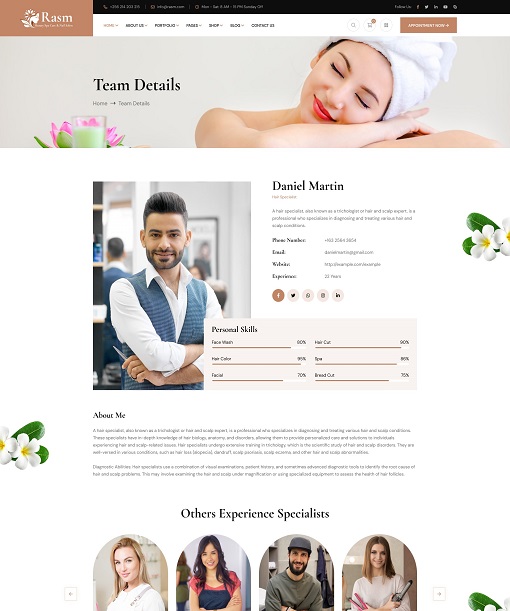 Rasm
Beauty, Spa Care & Nail Salon
info@rasm.com
Mon - Sat: 8 AM - 19 PM Sunday Off
Follow Us:
HOME
ABOUT US
PORTFOLIO
PAGES
SHOP
BLOG
CONTACT US
0
APPOINTMENT NOW
Team Details
Home → Team Details
Daniel Martin
Hair Specialist
A hair specialist, also known as a trichologist or hair and scalp expert, is a
professional who specializes in diagnosing and treating various hair and
scalp conditions.
Phone Number: +162 2584 3654
Email: danielmartin@gmail.com
Website: http://example.com/example
Experience: 22 Years
Personal Skills
Face Wash 80% Hair Cut 90%
Hair Color 95% Spa 86%
Facial 70% Bread Cut 75%
About Me
A hair specialist, also known as a trichologist or hair and scalp expert, is a professional who specializes in diagnosing and treating various hair and scalp conditions.
These specialists have in-depth knowledge of hair biology, anatomy, and disorders, allowing them to provide personalized care and solutions to individuals
experiencing hair and scalp-related issues. Hair specialists undergo extensive training in trichology, which is the scientific study of hair and scalp disorders. They are
well-versed in various conditions, such as hair loss (alopecia), dandruff, scalp psoriasis, scalp eczema, and other hair and scalp abnormalities.
Diagnostic Abilities: Hair specialists use a combination of visual examinations, patient history, and sometimes advanced diagnostic tools to identify the root cause of
hair and scalp problems. This may involve examining the hair and scalp under magnification or using specialized equipment to assess the health of hair follicles.
Others Experience Specialists